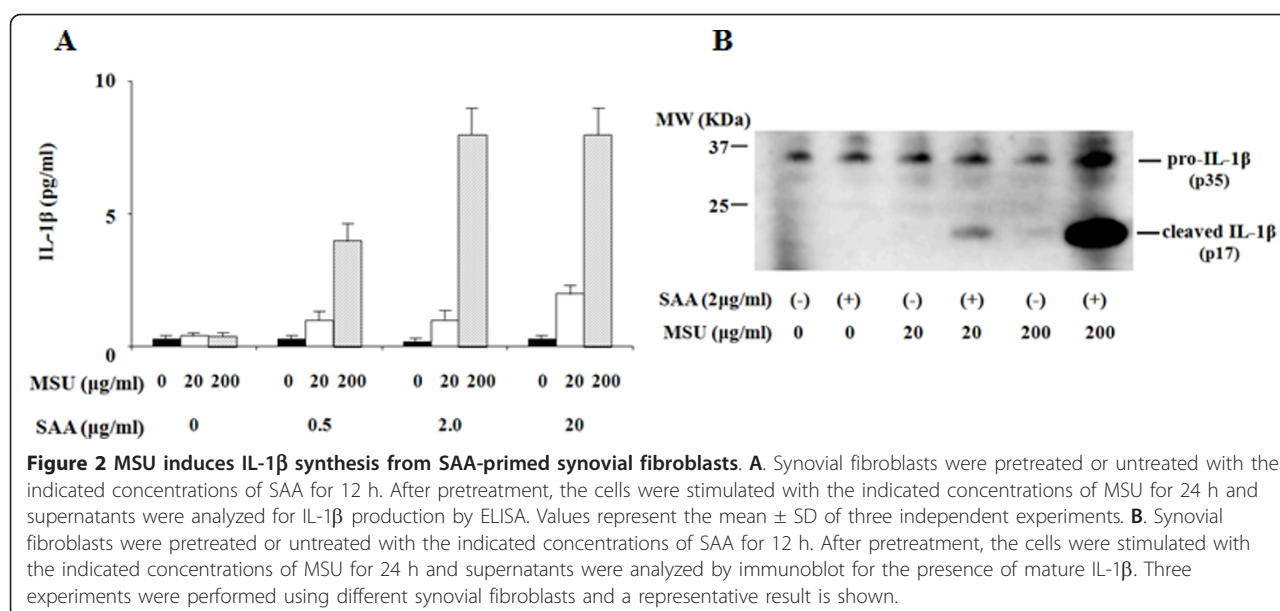 A
10
5
0
IL-1β (pg/ml)
MSU (μg/ml) 0 20 200 0 20 200 0 20 200 0 20 200
SAA (μg/ml) 0 0.5 2.0 20
B
MW (KDa)
37
25
pro-IL-1β
(p35)
cleaved IL-1β
(p17)
SAA (2μg/ml) (-) (+) (-) (+) (-) (+)
MSU (μg/ml) 0 0 20 20 200 200
Figure 2 MSU induces IL-1β synthesis from SAA-primed synovial fibroblasts. A. Synovial fibroblasts were pretreated or untreated with the
indicated concentrations of SAA for 12 h. After pretreatment, the cells were stimulated with the indicated concentrations of MSU for 24 h and
supernatants were analyzed for IL-1β production by ELISA. Values represent the mean ± SD of three independent experiments. B. Synovial
fibroblasts were pretreated or untreated with the indicated concentrations of SAA for 12 h. After pretreatment, the cells were stimulated with
the indicated concentrations of MSU for 24 h and supernatants were analyzed by immunoblot for the presence of mature IL-1β. Three
experiments were performed using different synovial fibroblasts and a representative result is shown.